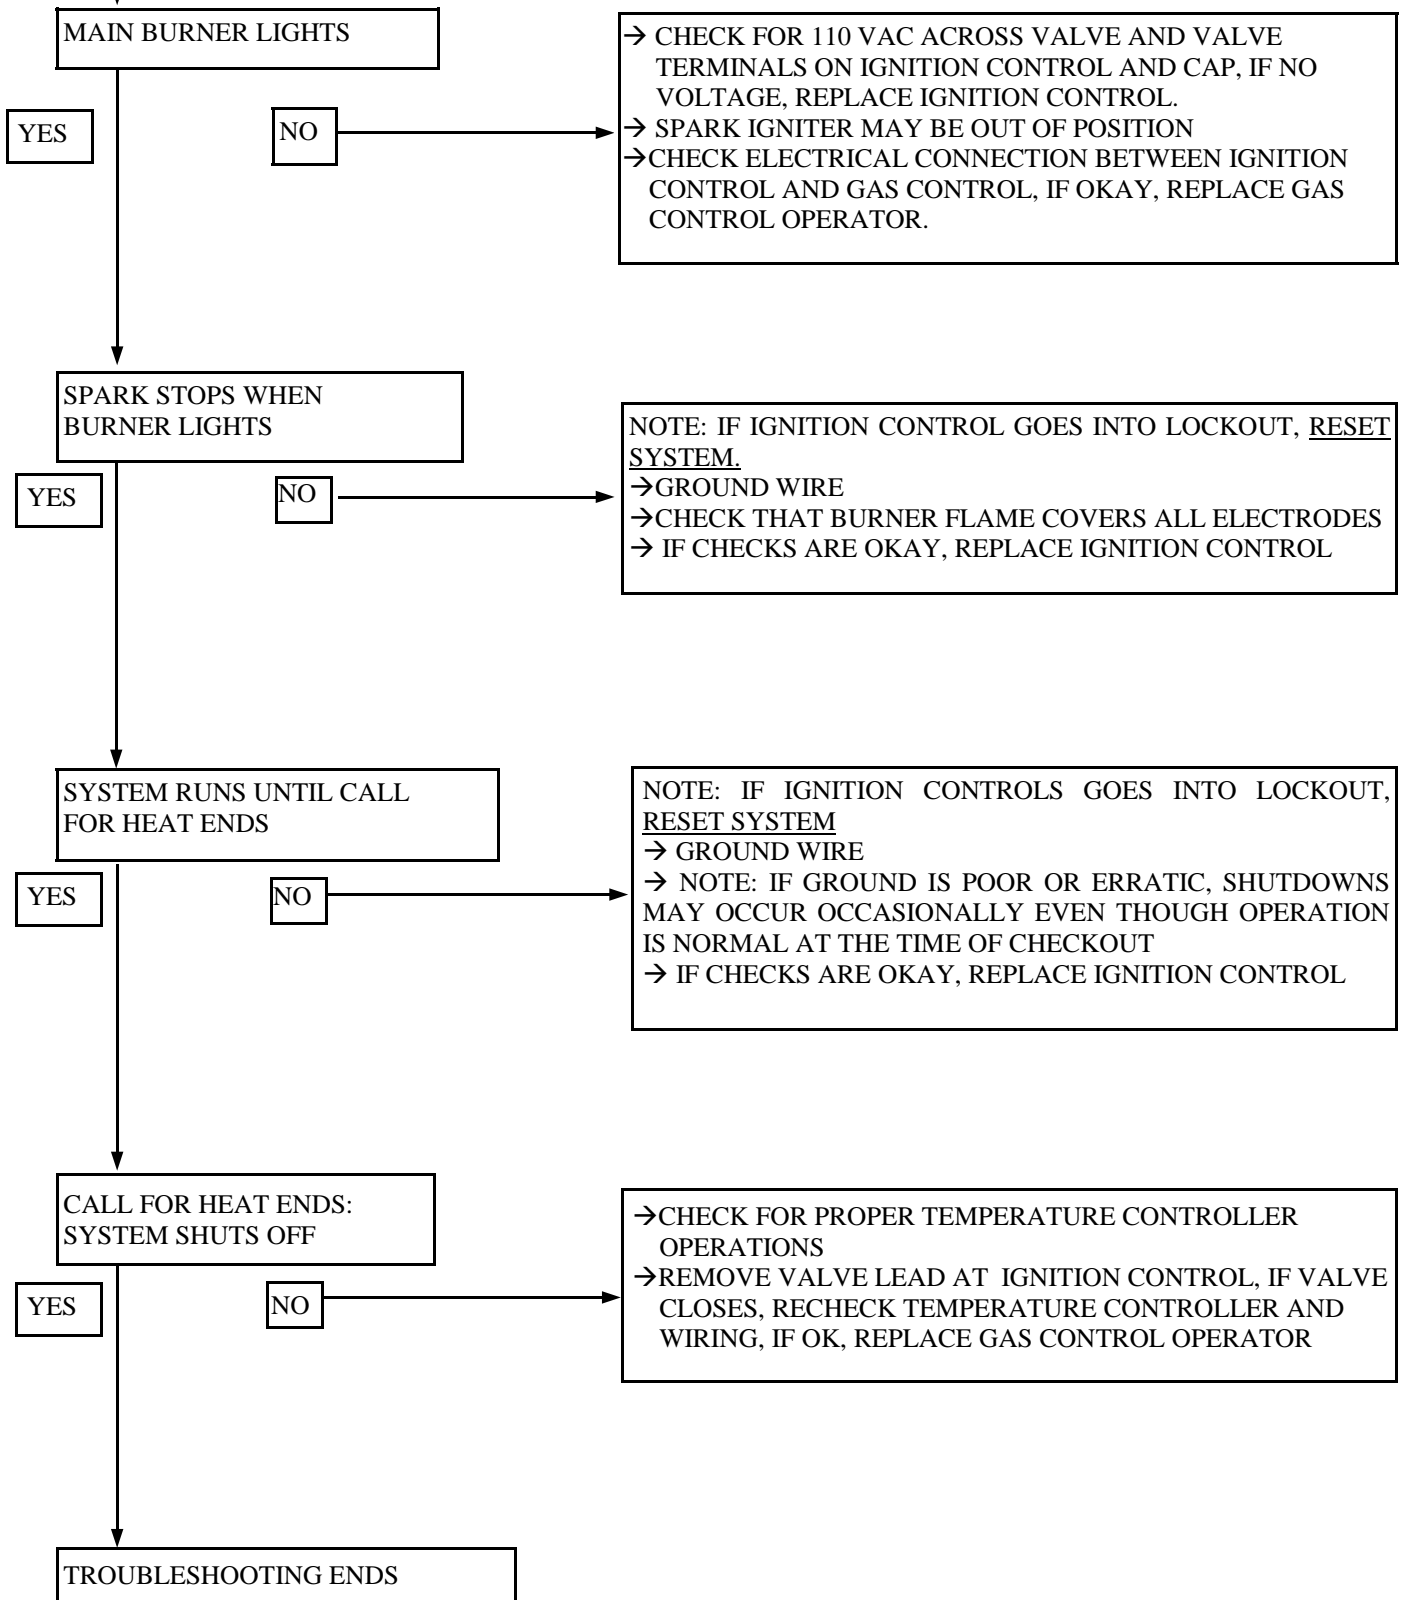 MAIN BURNER LIGHTS
→ CHECK FOR 110 VAC ACROSS VALVE AND VALVE
TERMINALS ON IGNITION CONTROL AND CAP, IF NO
VOLTAGE, REPLACE IGNITION CONTROL.
→ SPARK IGNITER MAY BE OUT OF POSITION
→CHECK ELECTRICAL CONNECTION BETWEEN IGNITION
CONTROL AND GAS CONTROL, IF OKAY, REPLACE GAS
CONTROL OPERATOR.
YES
NO
SPARK STOPS WHEN
BURNER LIGHTS
NOTE: IF IGNITION CONTROL GOES INTO LOCKOUT, RESET
SYSTEM.
→GROUND WIRE
→CHECK THAT BURNER FLAME COVERS ALL ELECTRODES
→ IF CHECKS ARE OKAY, REPLACE IGNITION CONTROL
YES
NO
SYSTEM RUNS UNTIL CALL
FOR HEAT ENDS
NOTE: IF IGNITION CONTROLS GOES INTO LOCKOUT,
RESET SYSTEM
→ GROUND WIRE
→ NOTE: IF GROUND IS POOR OR ERRATIC, SHUTDOWNS
MAY OCCUR OCCASIONALLY EVEN THOUGH OPERATION
IS NORMAL AT THE TIME OF CHECKOUT
→ IF CHECKS ARE OKAY, REPLACE IGNITION CONTROL
YES
NO
CALL FOR HEAT ENDS:
SYSTEM SHUTS OFF
→CHECK FOR PROPER TEMPERATURE CONTROLLER
OPERATIONS
→REMOVE VALVE LEAD AT IGNITION CONTROL, IF VALVE
CLOSES, RECHECK TEMPERATURE CONTROLLER AND
WIRING, IF OK, REPLACE GAS CONTROL OPERATOR
YES
NO
TROUBLESHOOTING ENDS